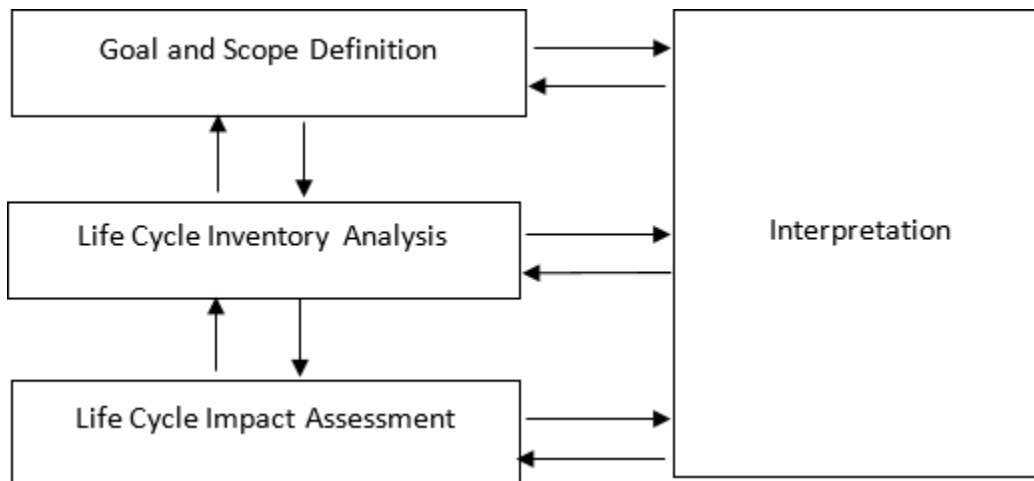 Goal and Scope Definition
Life Cycle Inventory Analysis
Interpretation
Life Cycle Impact Assessment